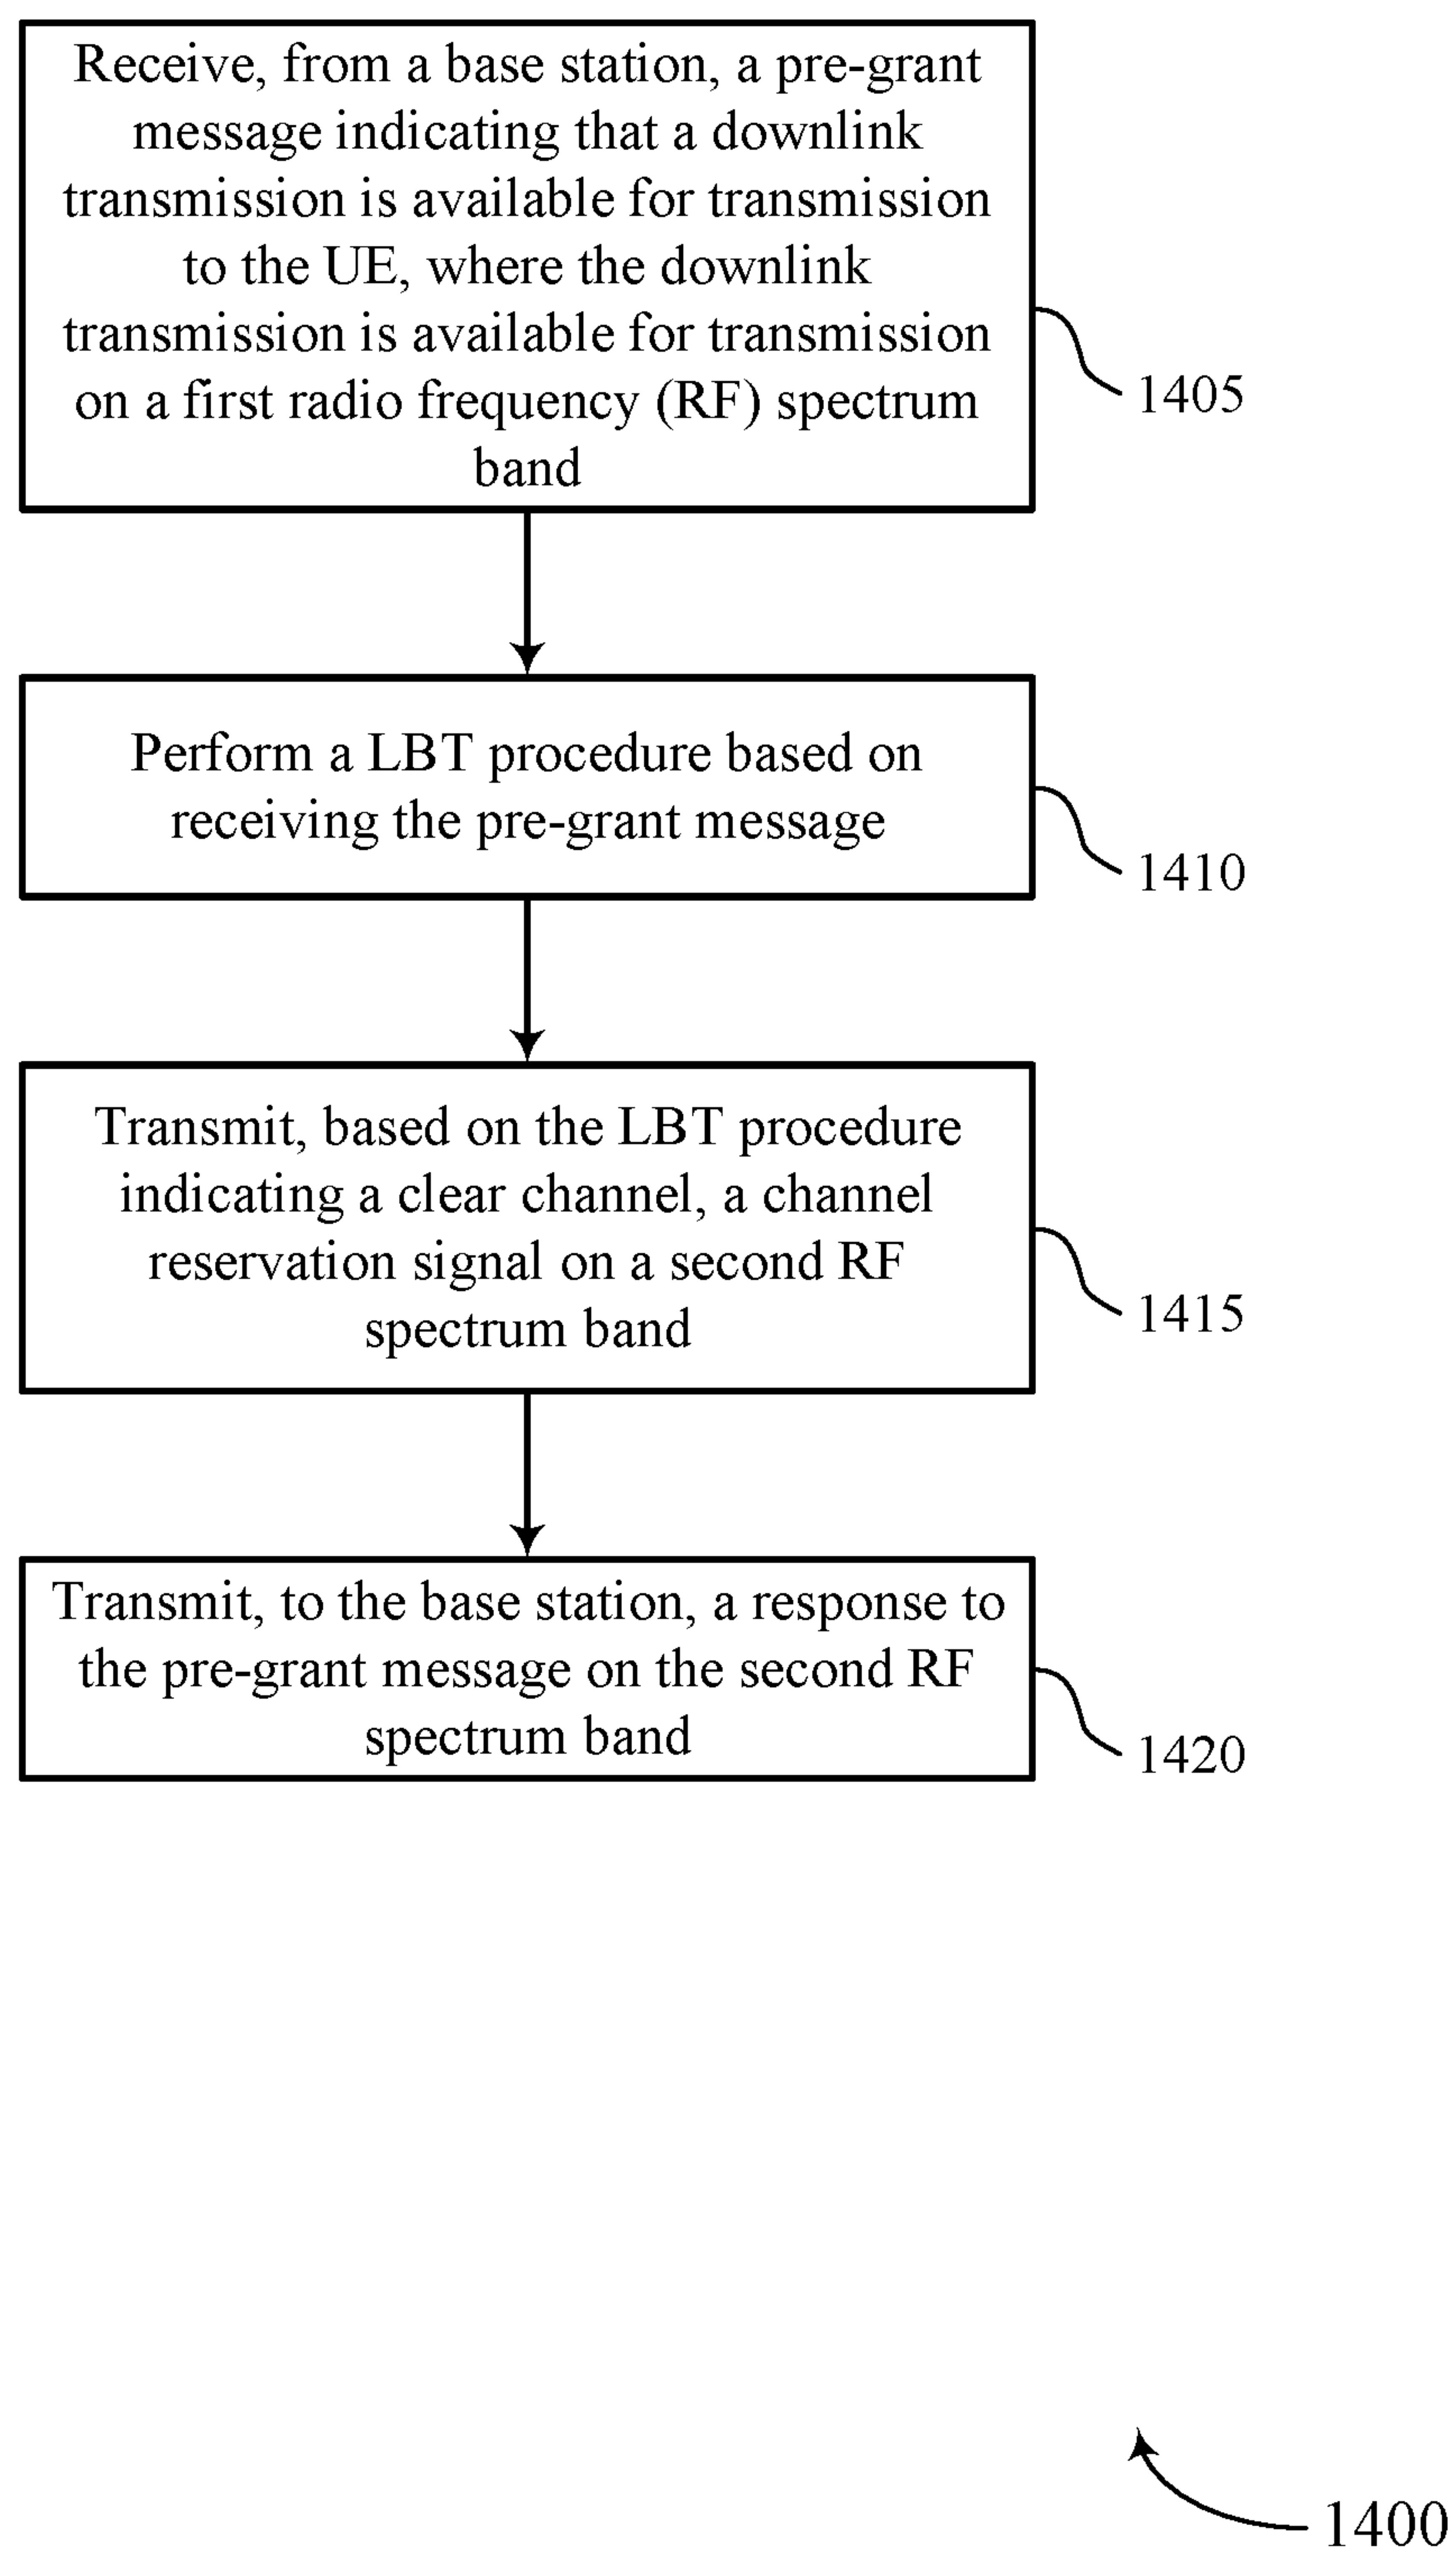 Receive, from a base station, a pre-grant
message indicating that a downlink
transmission is available for transmission
to the UE, where the downlink
transmission is available for transmission
on a first radio frequency (RF) spectrum
band
1405
Perform a LBT procedure based on
receiving the pre-grant message
1410
Transmit, based on the LBT procedure
indicating a clear channel, a channel
reservation signal on a second RF
spectrum band
1415
Transmit, to the base station, a response to
the pre-grant message on the second RF
spectrum band
1420
1400